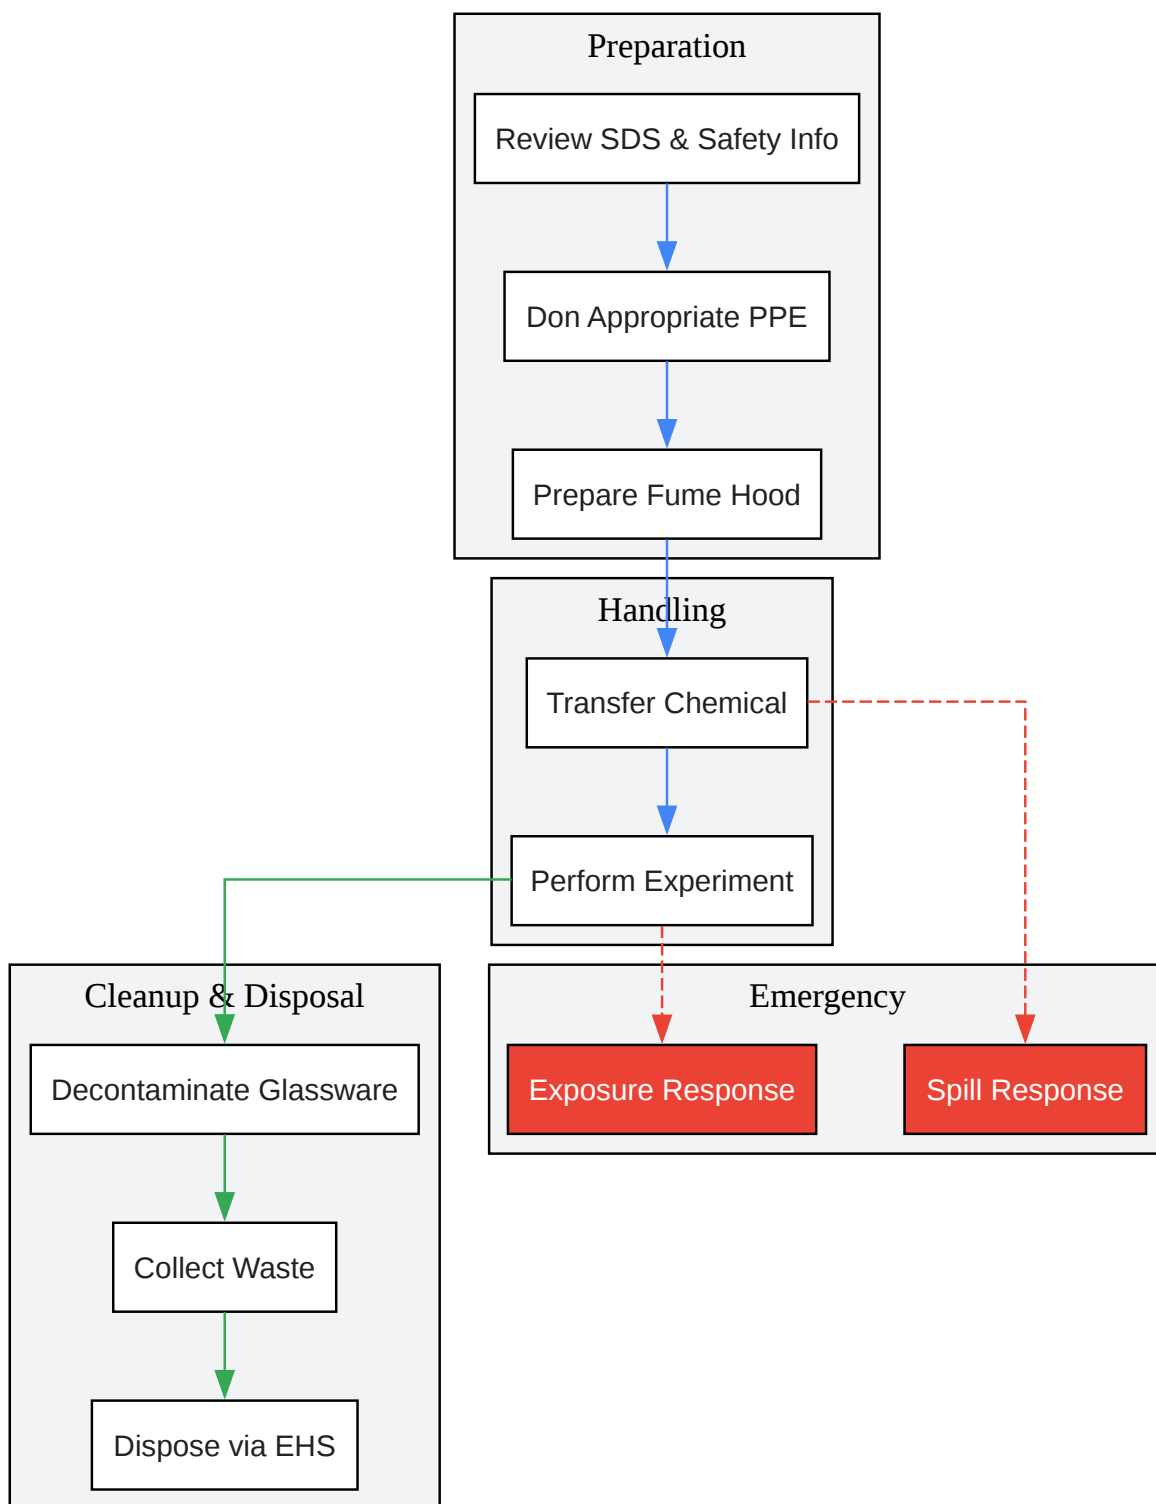 Preparation
Review SDS & Safety Info
Don Appropriate PPE
Prepare Fume Hood
Handling
Transfer Chemical
Perform Experiment
Cleanup & Disposal
Decontaminate Glassware
Collect Waste
Dispose via EHS
Emergency
Exposure Response
Spill Response